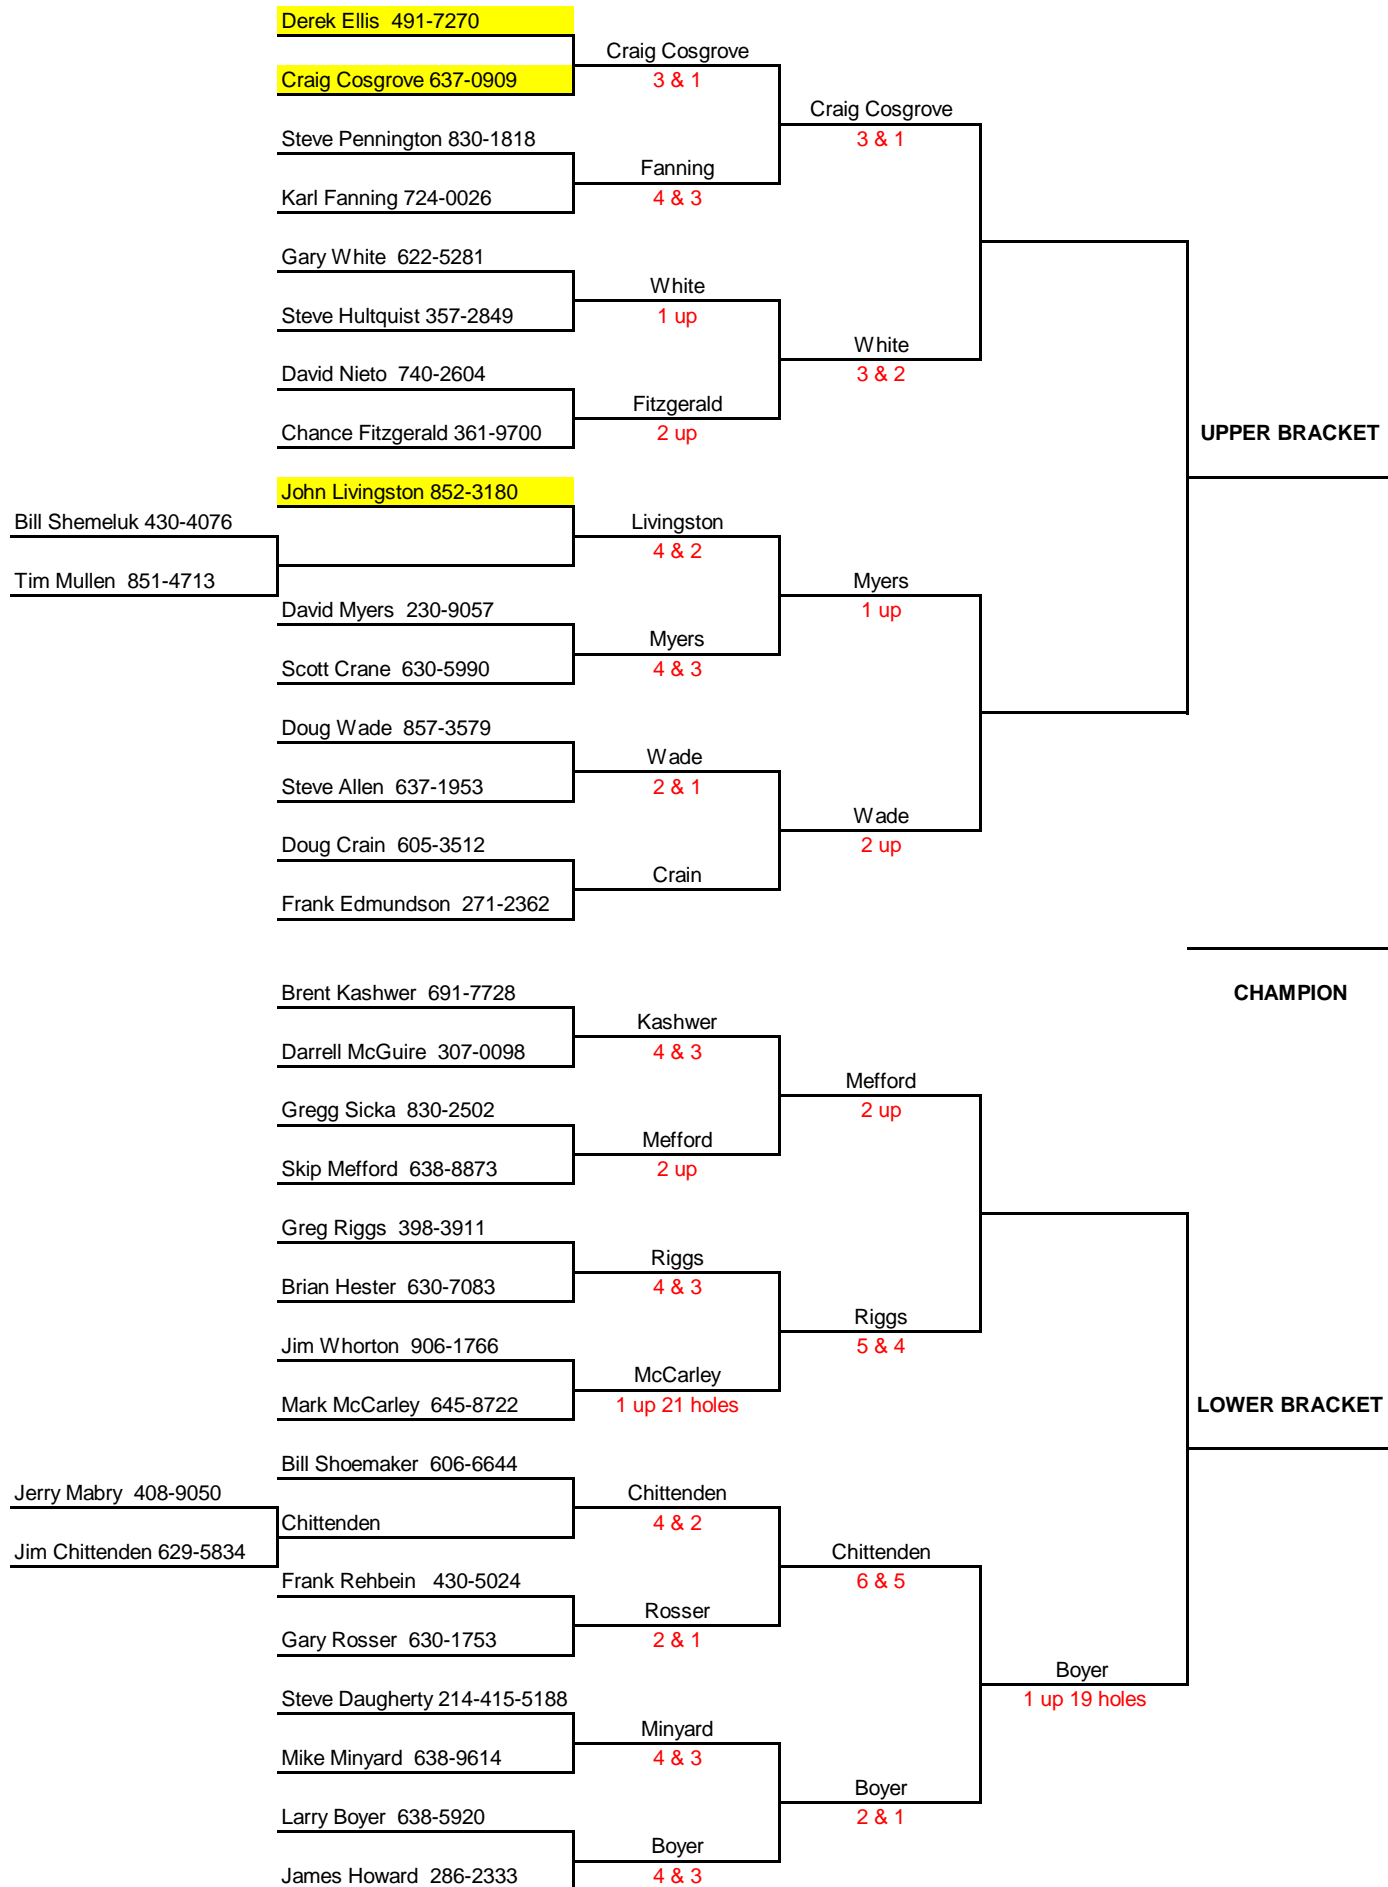 Derek Ellis 491-7270
Craig Cosgrove
Craig Cosgrove 637-0909
3 & 1
Craig Cosgrove
Steve Pennington 830-1818
3 & 1
Fanning
Karl Fanning 724-0026
4 & 3
Gary White 622-5281
White
Steve Hultquist 357-2849
1 up
White
David Nieto 740-2604
3 & 2
Fitzgerald
Chance Fitzgerald 361-9700
2 up
UPPER BRACKET
John Livingston 852-3180
Bill Shemeluk 430-4076
Livingston
4 & 2
Tim Mullen 851-4713
Myers
David Myers 230-9057
1 up
Myers
Scott Crane 630-5990
4 & 3
Doug Wade 857-3579
Wade
Steve Allen 637-1953
2 & 1
Wade
Doug Crain 605-3512
2 up
Crain
Frank Edmundson 271-2362
Brent Kashwer 691-7728
CHAMPION
Kashwer
Darrell McGuire 307-0098
4 & 3
Mefford
Gregg Sicka 830-2502
2 up
Mefford
Skip Mefford 638-8873
2 up
Greg Riggs 398-3911
Riggs
Brian Hester 630-7083
4 & 3
Riggs
Jim Whorton 906-1766
5 & 4
McCarley
Mark McCarley 645-8722
1 up 21 holes
LOWER BRACKET
Bill Shoemaker 606-6644
Jerry Mabry 408-9050
Chittenden
Chittenden
4 & 2
Jim Chittenden 629-5834
Chittenden
Frank Rehbein 430-5024
6 & 5
Rosser
Gary Rosser 630-1753
2 & 1
Boyer
Steve Daugherty 214-415-5188
1 up 19 holes
Minyard
Mike Minyard 638-9614
4 & 3
Boyer
Larry Boyer 638-5920
2 & 1
Boyer
James Howard 286-2333
4 & 3